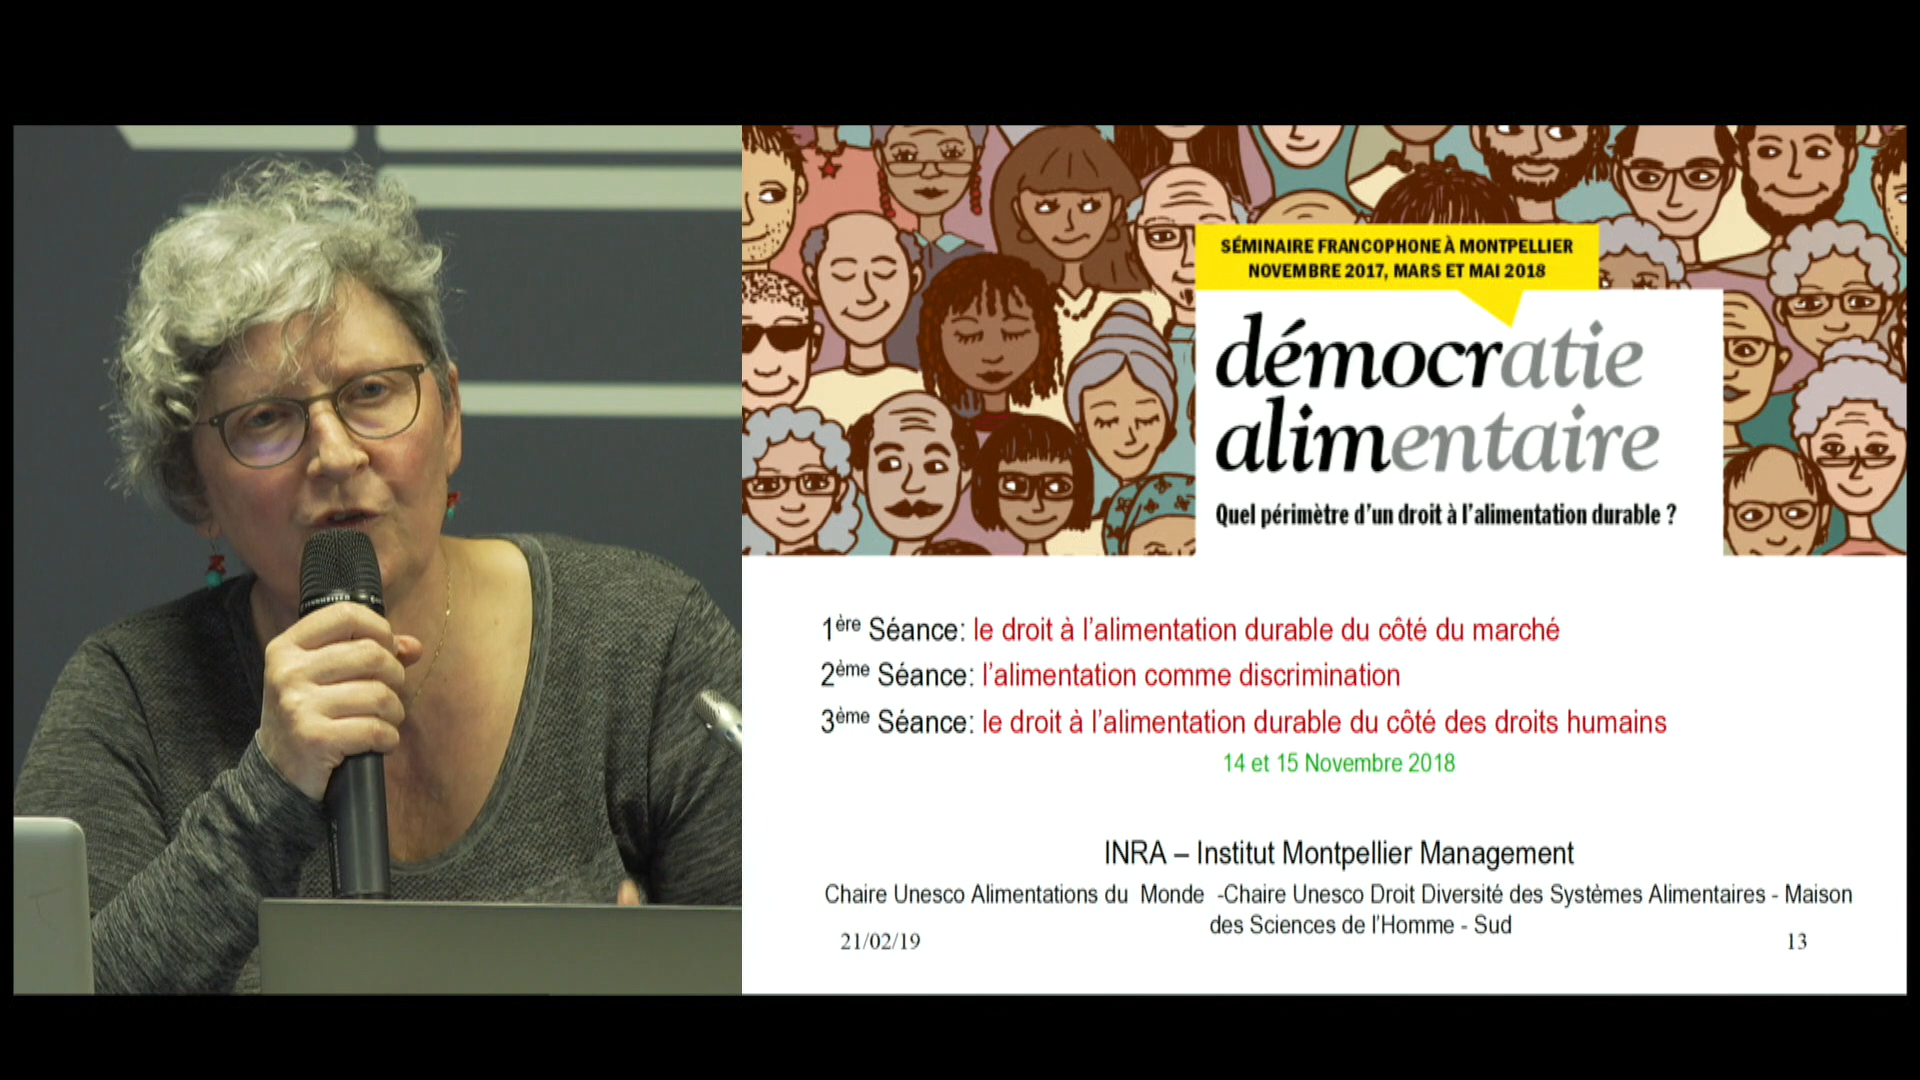 SÉMINAIRE FRANCOPHONE À MONTPELLIER
NOVEMBRE 2017, MARS ET MAI 2018
démocratie
alimentaire
Quel périmètre d'un droit à l'alimentation durable ?
1ère Séance: le droit à l'alimentation durable du côté du marché
2ème Séance: l'alimentation comme discrimination
3ème Séance: le droit à l'alimentation durable du côté des droits humains
14 et 15 Novembre 2018
INRA – Institut Montpellier Management
Chaire Unesco Alimentations du Monde -Chaire Unesco Droit Diversité des Systèmes Alimentaires - Maison
des Sciences de l'Homme - Sud
21/02/19
13